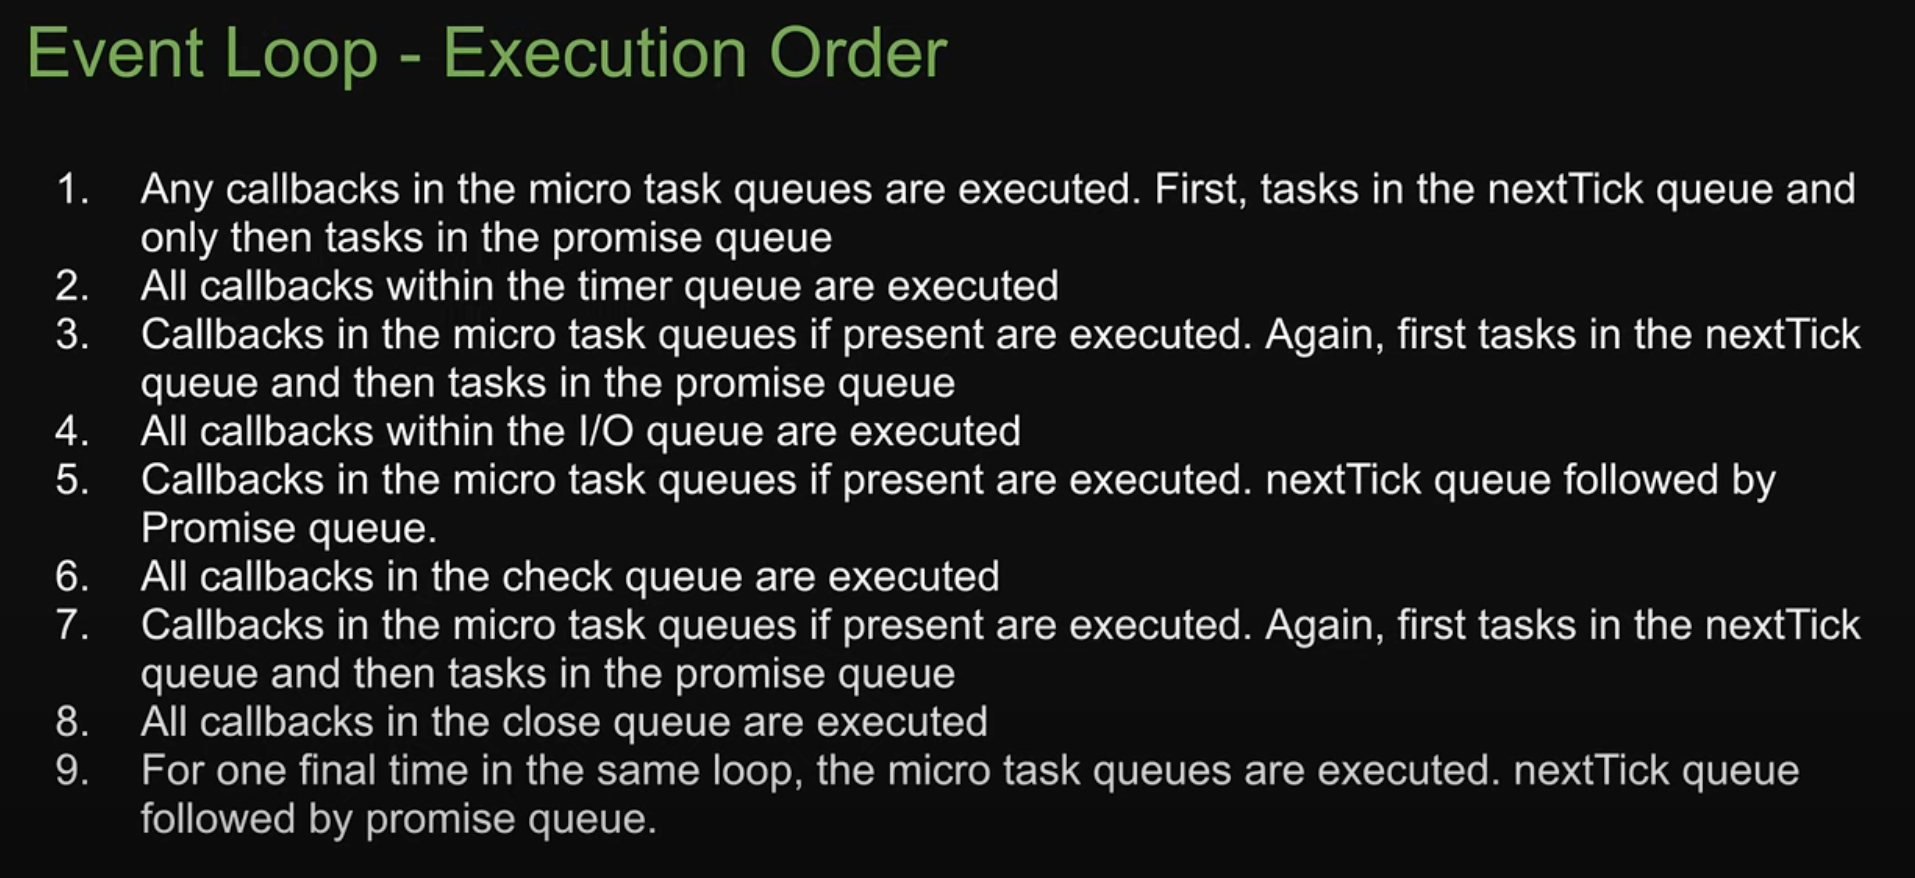 Event Loop - Execution Order
1. Any callbacks in the micro task queues are executed. First, tasks in the nextTick queue and
only then tasks in the promise queue
2. All callbacks within the timer queue are executed
3. Callbacks in the micro task queues if present are executed. Again, first tasks in the nextTick
queue and then tasks in the promise queue
4. All callbacks within the I/O queue are executed
5. Callbacks in the micro task queues if present are executed. nextTick queue followed by
Promise queue.
6. All callbacks in the check queue are executed
7. Callbacks in the micro task queues if present are executed. Again, first tasks in the nextTick
queue and then tasks in the promise queue
8. All callbacks in the close queue are executed
9. For one final time in the same loop, the micro task queues are executed. nextTick queue
followed by promise queue.